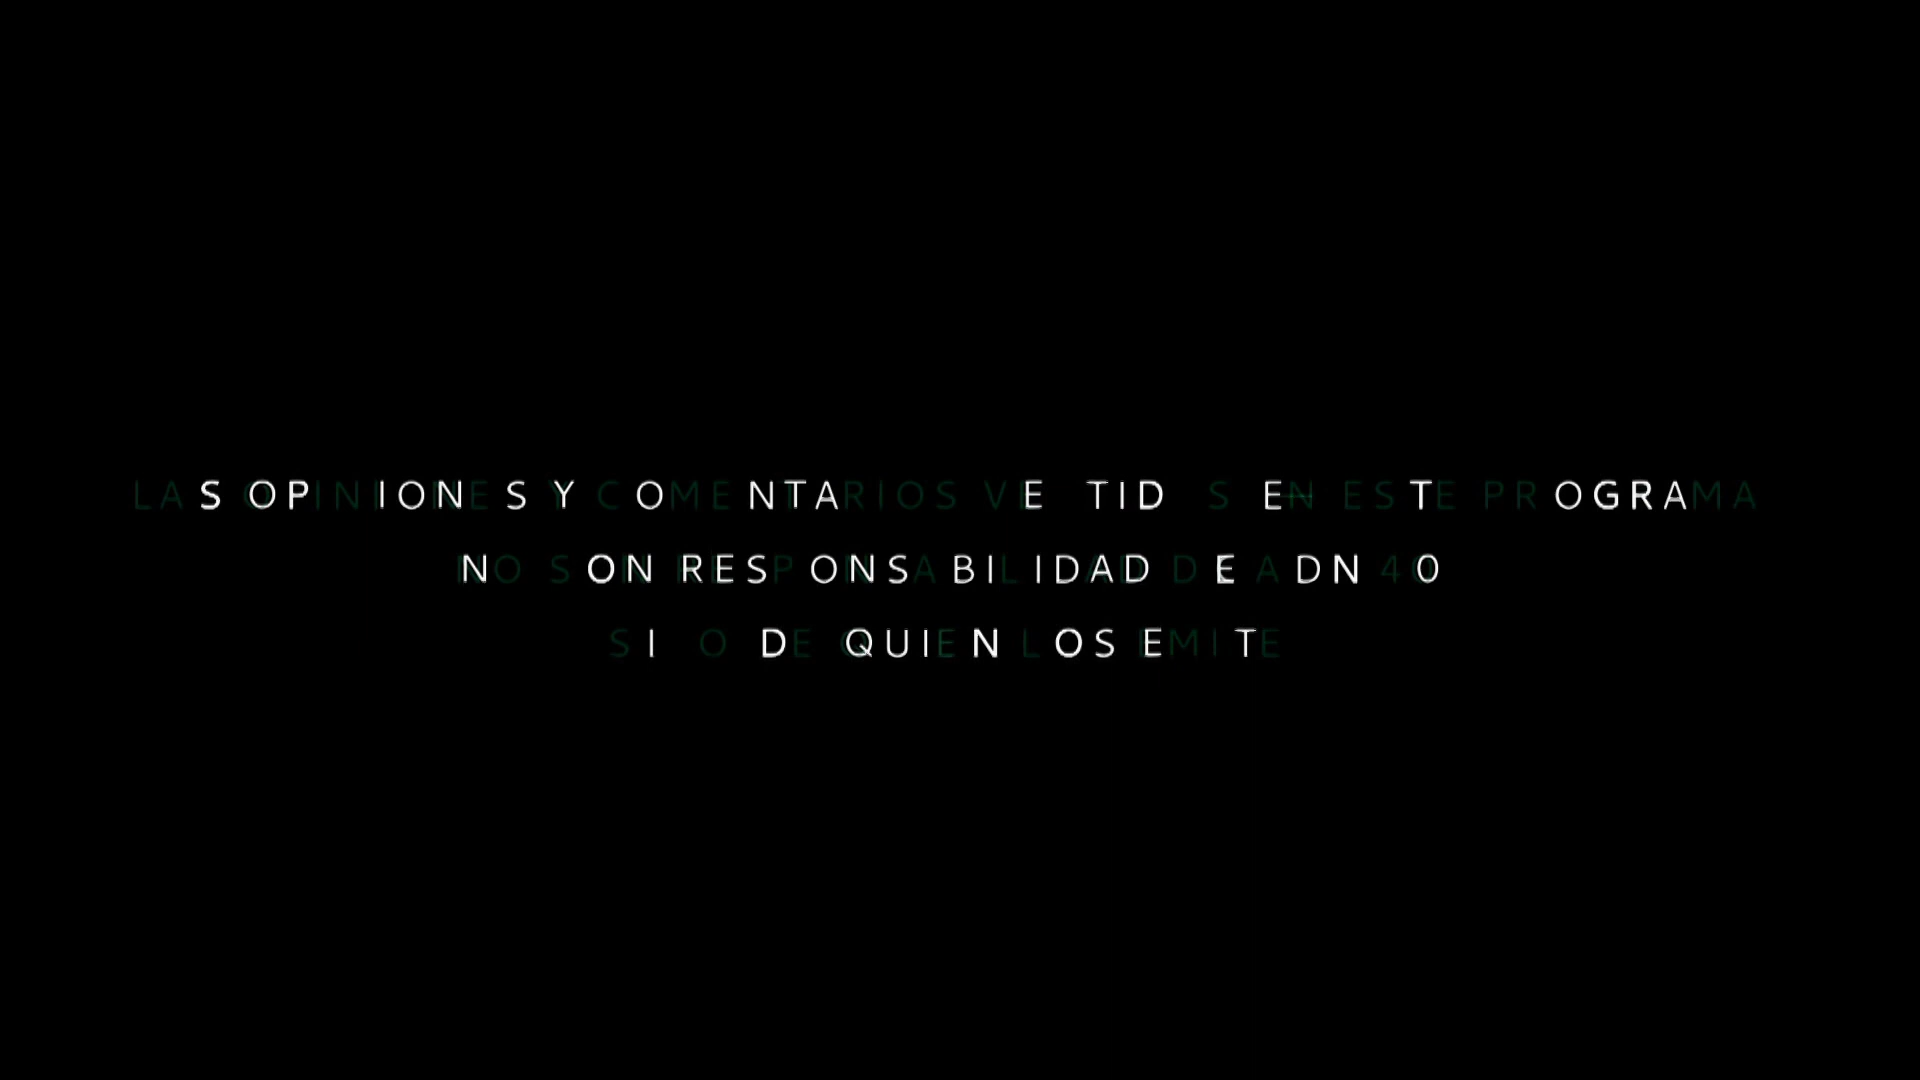 LAS OPINIONES Y COMENTARIOS VERTIDOS EN ESTE PROGRAMA
NO SON RESPONSABILIDAD DE ADN 40
SINO DE QUIEN LOS EMITE